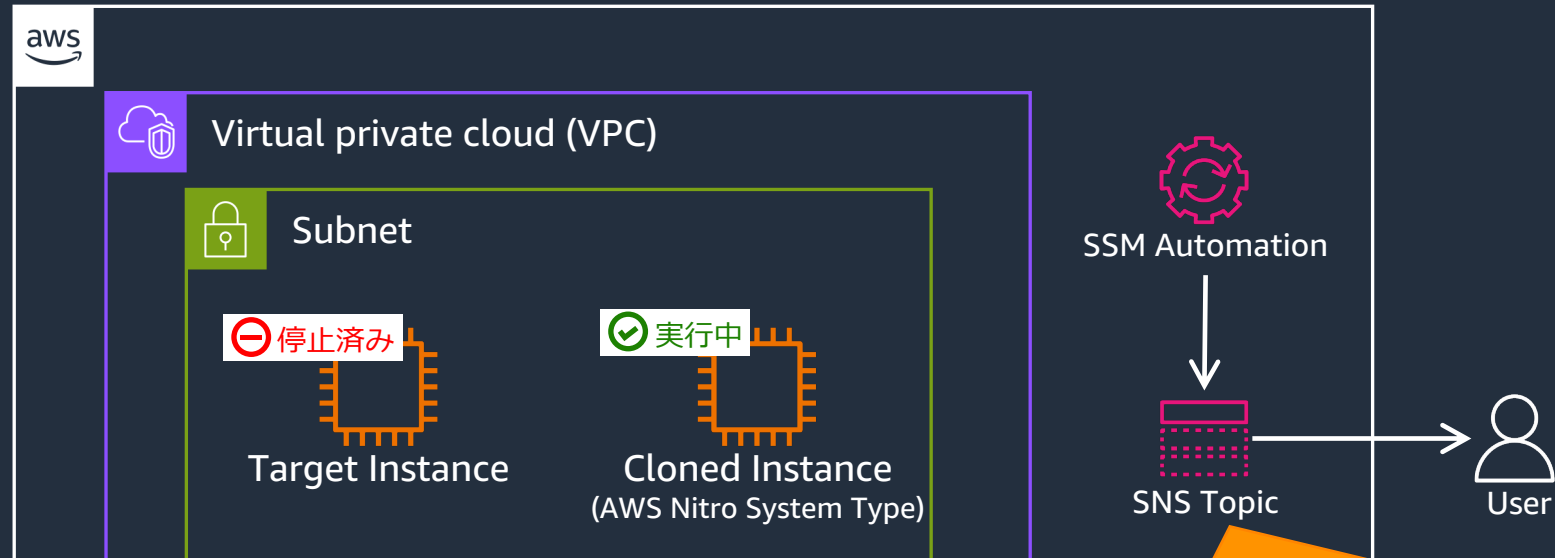 aws
Virtual private cloud (VPC)
Subnet
SSM Automation
停止済み
実行中
Target Instance
Cloned Instance
(AWS Nitro System Type)
SNS Topic
User